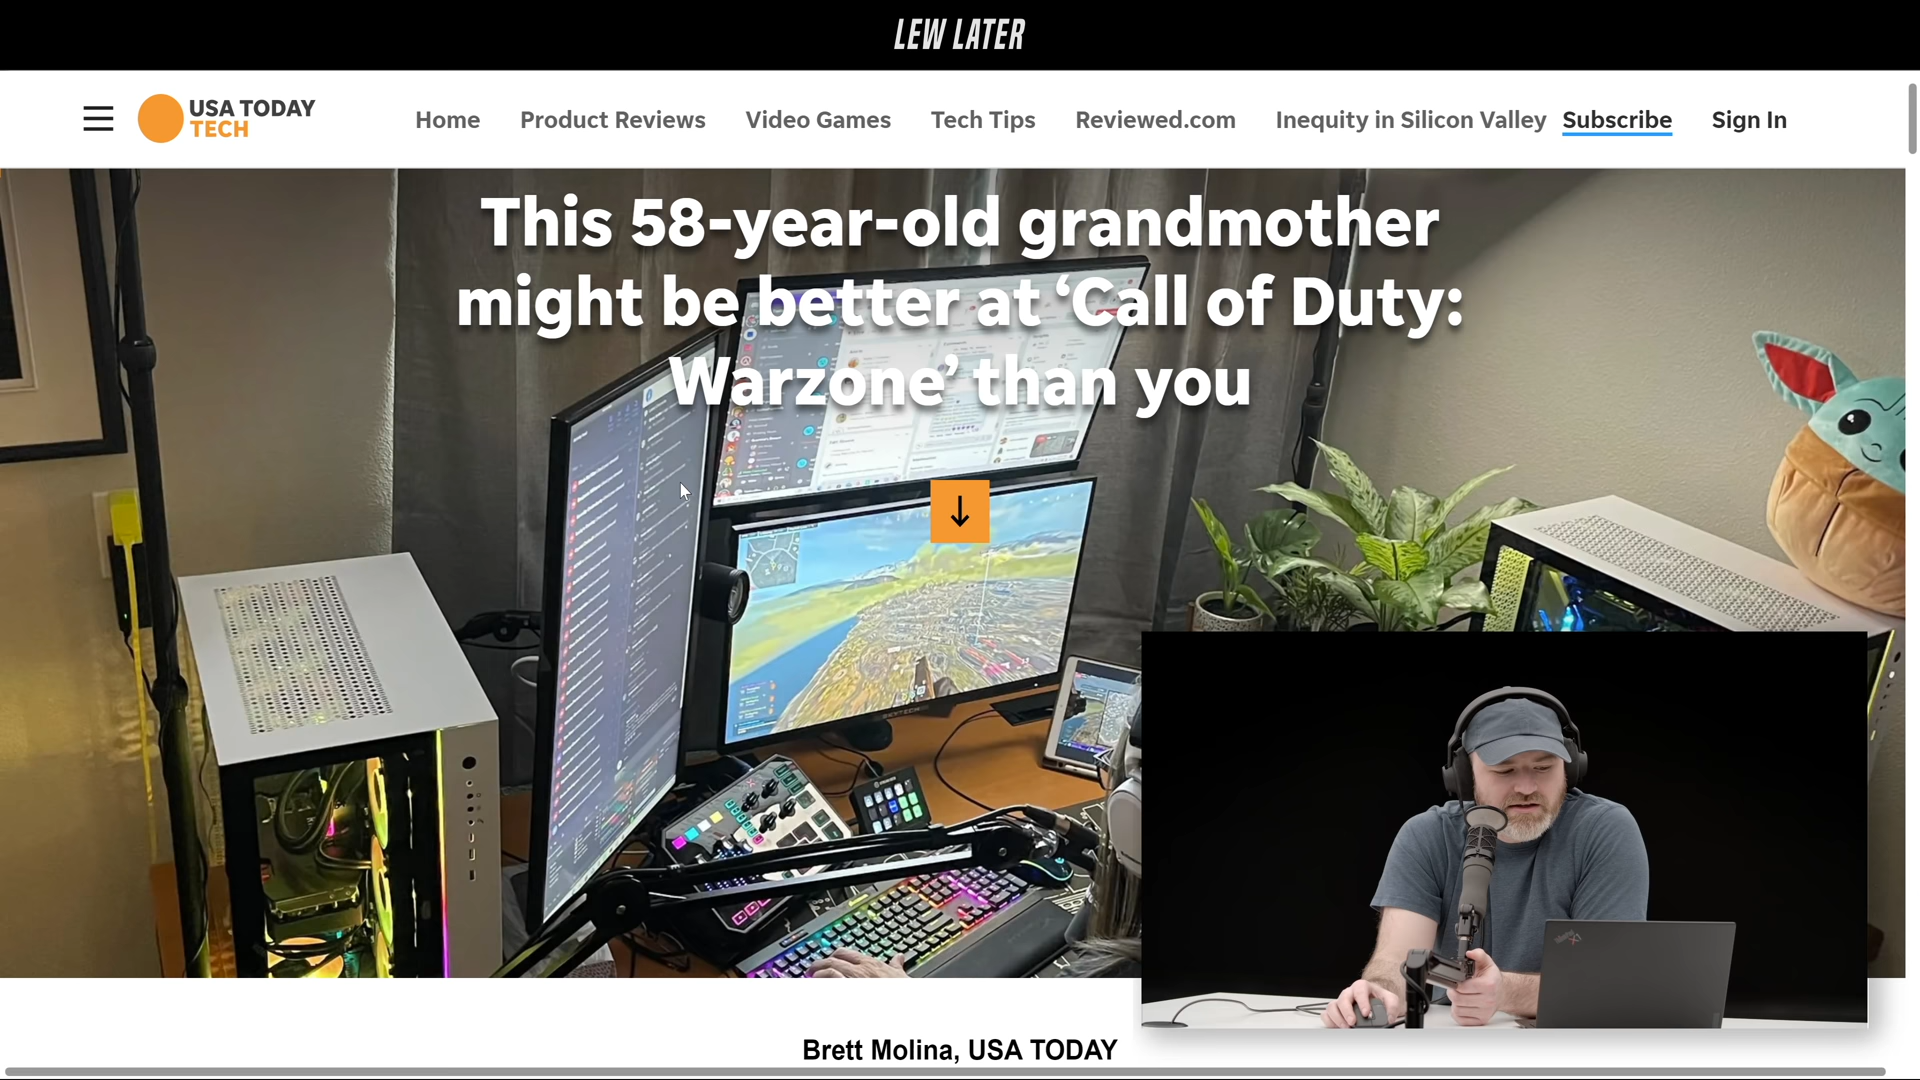 LEW LATER
USA TODAY
TECH
Home Product Reviews Video Games Tech Tips Reviewed.com Inequity in Silicon Valley Subscribe Sign In
This 58-year-old grandmother
might be better at ‘Call of Duty:
Warzone’ than you
SKYTECH
Brett Molina, USA TODAY